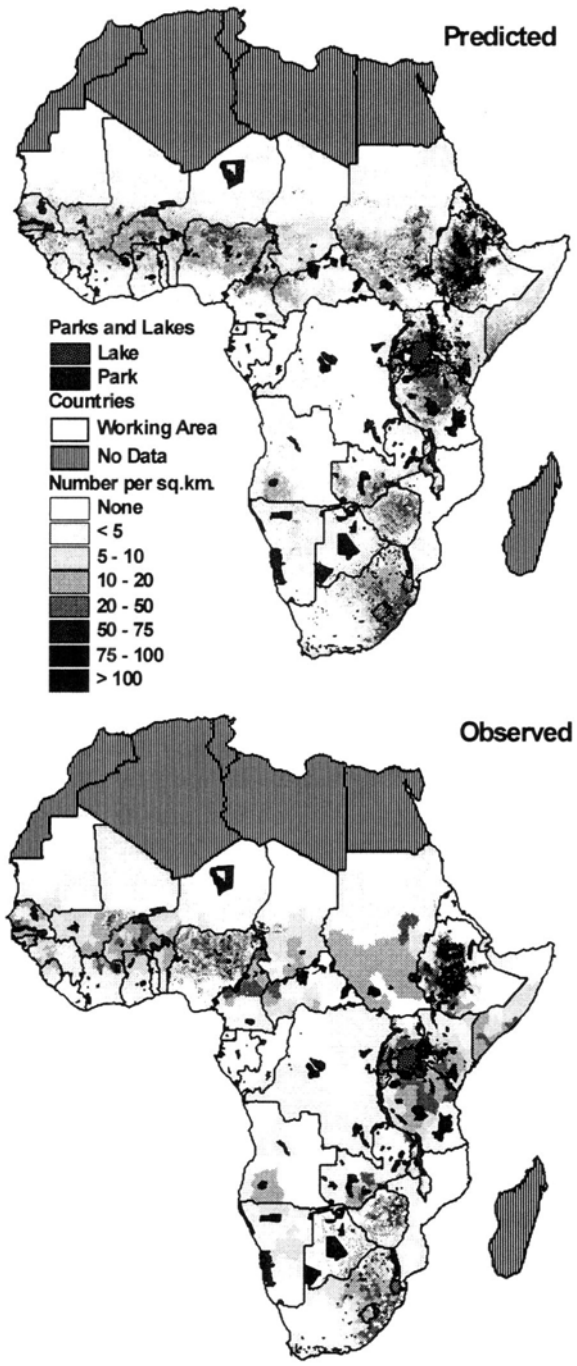 Predicted
Parks and Lakes
Lake
Park
Countries
Working Area
No Data
Number per sq.km.
None
< 5
5 - 10
10 - 20
20 - 50
50 - 75
75 - 100
> 100
Observed